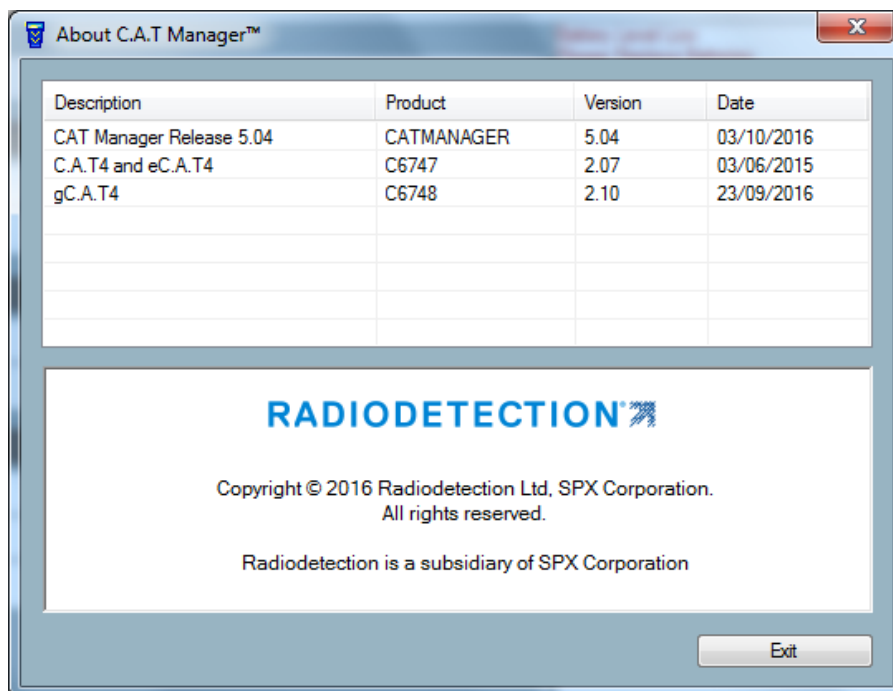 About C.A.T Manager™
Description Product Version Date
CAT Manager Release 5.04 CATMANAGER 5.04 03/10/2016
C.A.T4 and eC.A.T4 C6747 2.07 03/06/2015
gC.A.T4 C6748 2.10 23/09/2016
RADIODETECTION®
Copyright © 2016 Radiodetection Ltd, SPX Corporation.
All rights reserved.
Radiodetection is a subsidiary of SPX Corporation
Exit